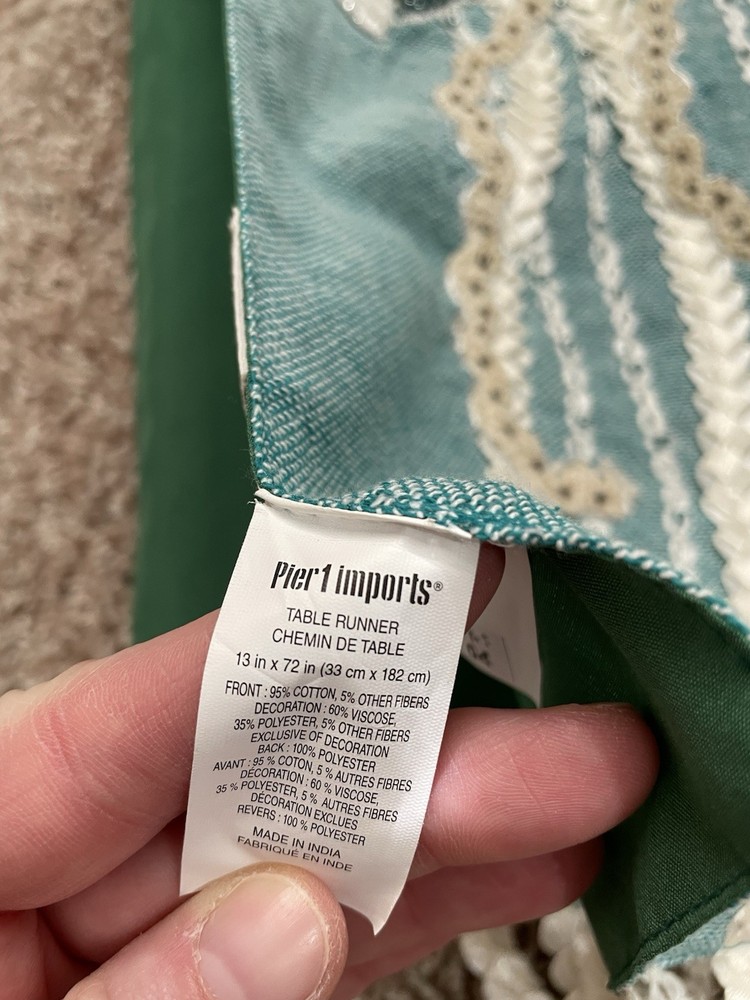 Pier1 imports®
TABLE RUNNER
CHEMIN DE TABLE
13 in x 72 in (33 cm x 182 cm)
FRONT : 95% COTTON, 5% OTHER FIBERS
DECORATION : 60% VISCOSE,
35% POLYESTER, 5% OTHER FIBERS
EXCLUSIVE OF DECORATION
BACK : 100% POLYESTER
AVANT : 95 % COTON, 5 % AUTRES FIBRES
DÉCORATION : 60 % VISCOSE,
35 % POLYESTER, 5 % AUTRES FIBRES
DÉCORATION EXCLUES
REVERS : 100 % POLYESTER
MADE IN INDIA
FABRIQUÉ EN INDE